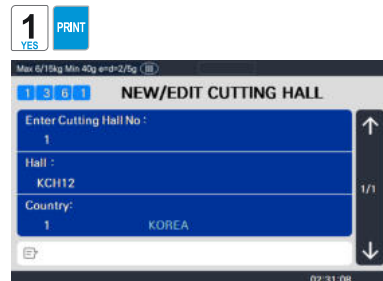 1
YES
PRINT
Max 6/15kg Min 40g e=d=2/5g (III)
1 3 6 1 NEW/EDIT CUTTING HALL
Enter Cutting Hall No :
1
Hall :
KCH12
1/1
Country:
1 KOREA
02:31:08